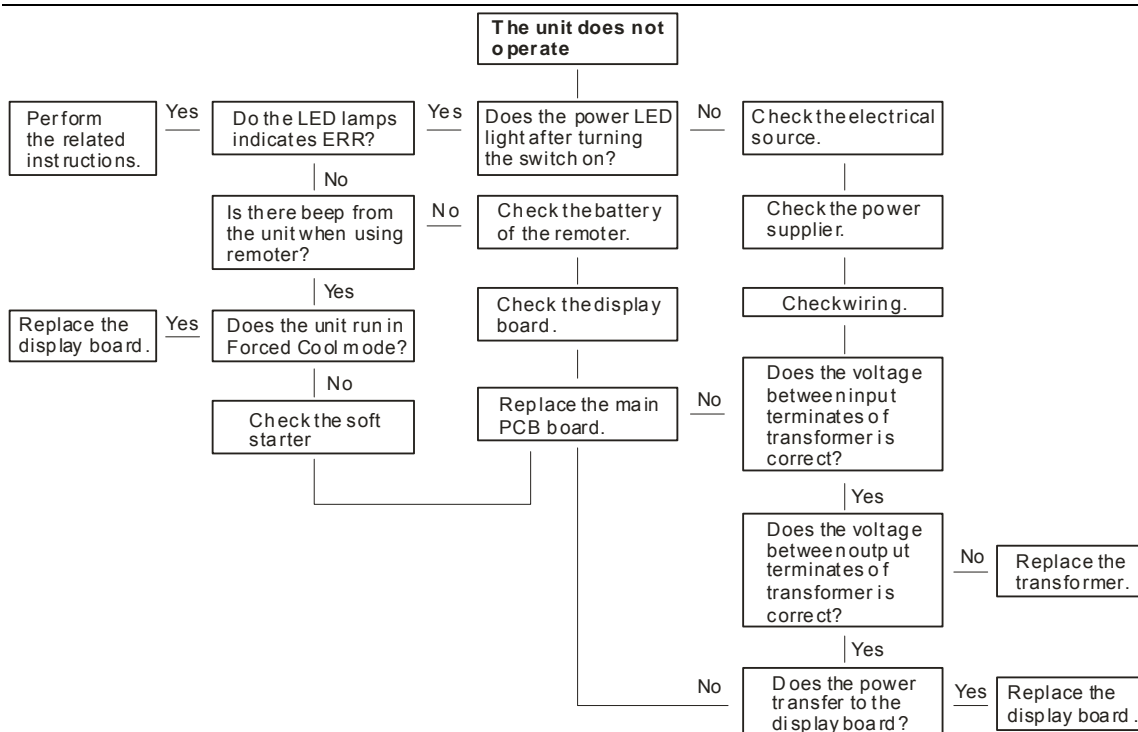 The unit does not
operate
Perform
the related
instructions.
Yes
Do the LED lamps
indicates ERR?
Yes
Does the power LED
light after turning
the switch on?
No
Check the electrical
source.
No
Is there beep from
the unit when using
remoter?
No
Check the battery
of the remoter.
Check the power
supplier.
Yes
Check the display
board.
Check wiring.
Replace the
display board.
Yes
Does the unit run in
Forced Cool mode?
No
Check the soft
starter
Replace the main
PCB board.
No
Does the voltage
between input
terminates of
transformer is
correct?
Yes
Does the voltage
between output
terminates of
transformer is
correct?
No
Replace the
transformer.
Yes
No
Does the power
transfer to the
display board?
Yes
Replace the
display board.